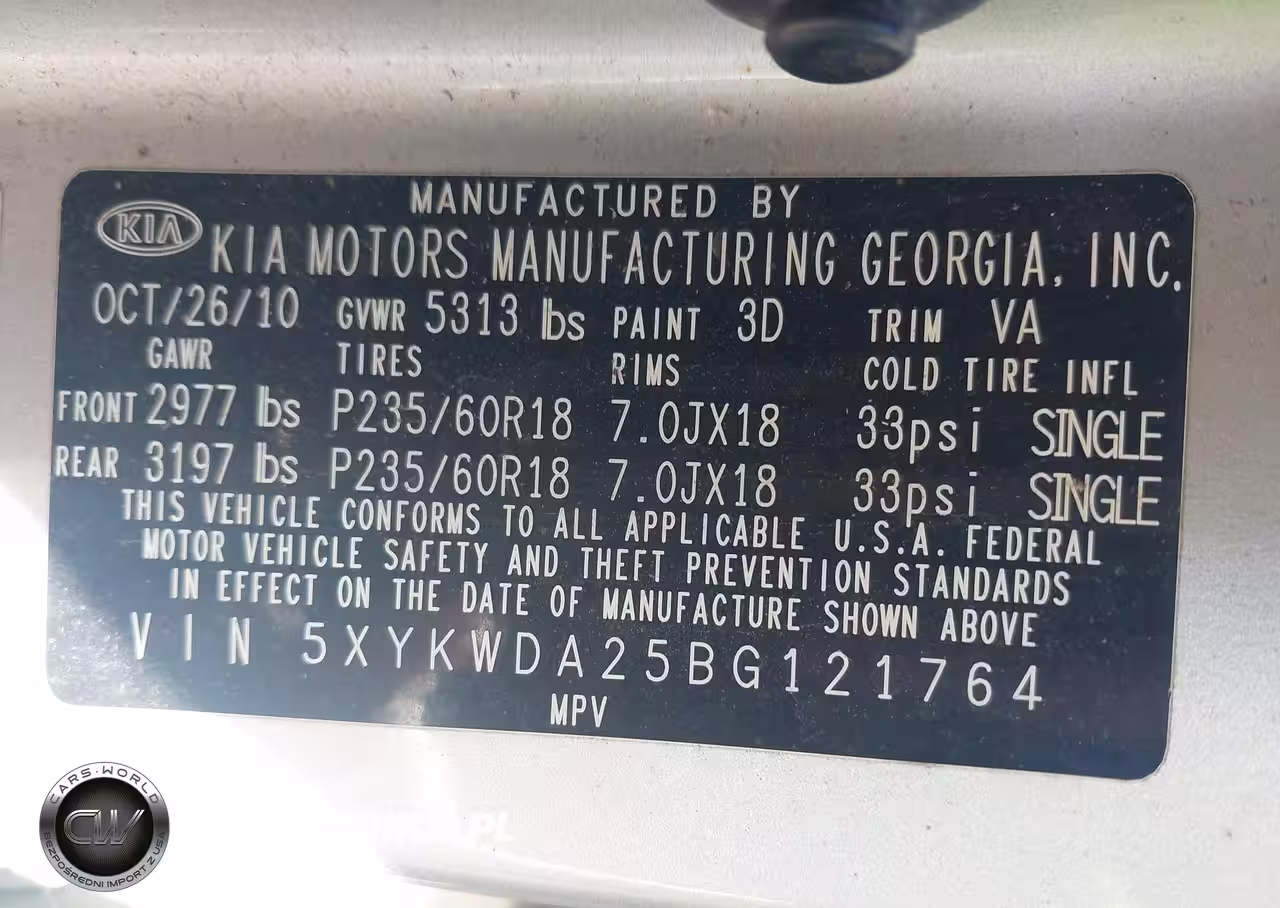 MANUFACTURED BY
KIA
KIA MOTORS MANUFACTURING GEORGIA, INC.
OCT/26/10 GVWR 5313 lbs PAINT 3D TRIM VA
GAWR TIRES RIMS COLD TIRE INFL
FRONT 2977 lbs P235/60R18 7.0JX18 33psi SINGLE
REAR 3197 lbs P235/60R18 7.0JX18 33psi SINGLE
THIS VEHICLE CONFORMS TO ALL APPLICABLE U.S.A. FEDERAL
MOTOR VEHICLE SAFETY AND THEFT PREVENTION STANDARDS
IN EFFECT ON THE DATE OF MANUFACTURE SHOWN ABOVE
VIN 5XYKWDA25BG121764
MPV
CARS-WORLD
CW
BEZPOŚREDNI IMPORT Z USA